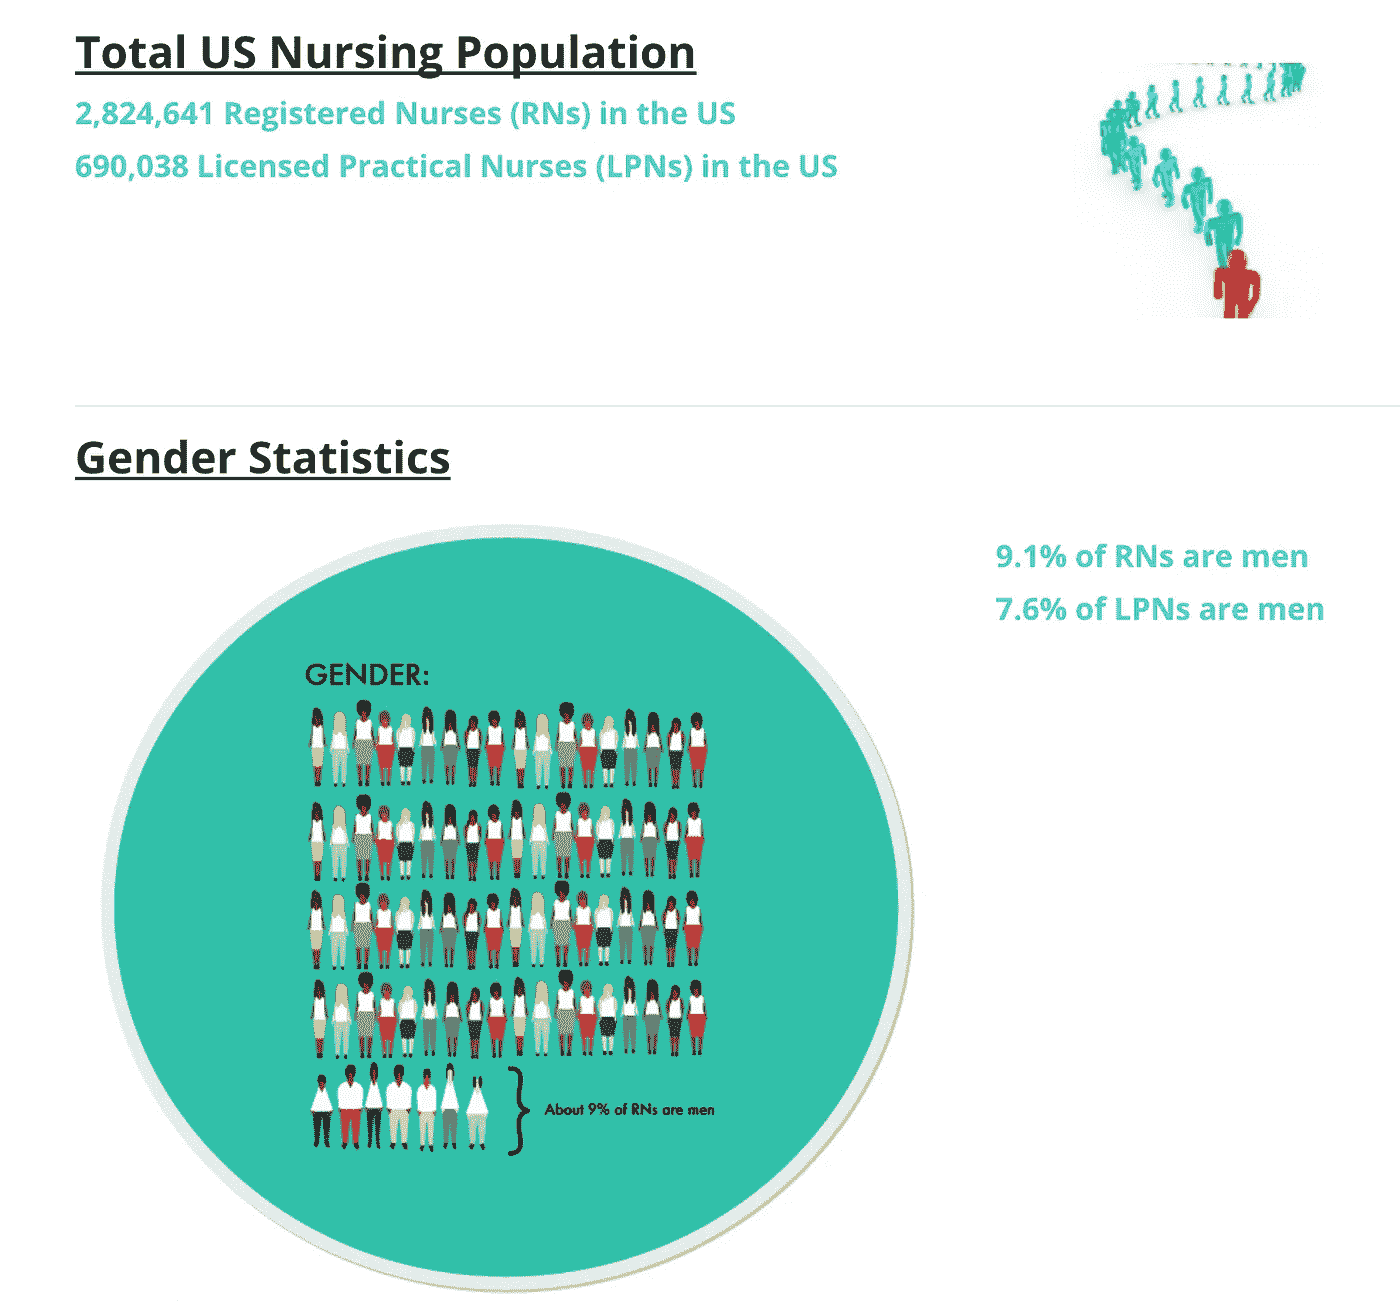 Total US Nursing Population
2,824,641 Registered Nurses (RNs) in the US
690,038 Licensed Practical Nurses (LPNs) in the US
Gender Statistics
9.1% of RNs are men
7.6% of LPNs are men
GENDER:
About 9% of RNs are men